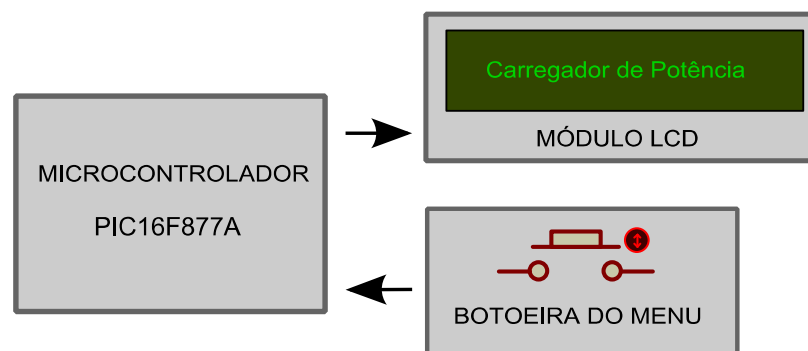 MICROCONTROLADOR
PIC16F877A
Carregador de Potência
MÓDULO LCD
BOTOEIRA DO MENU